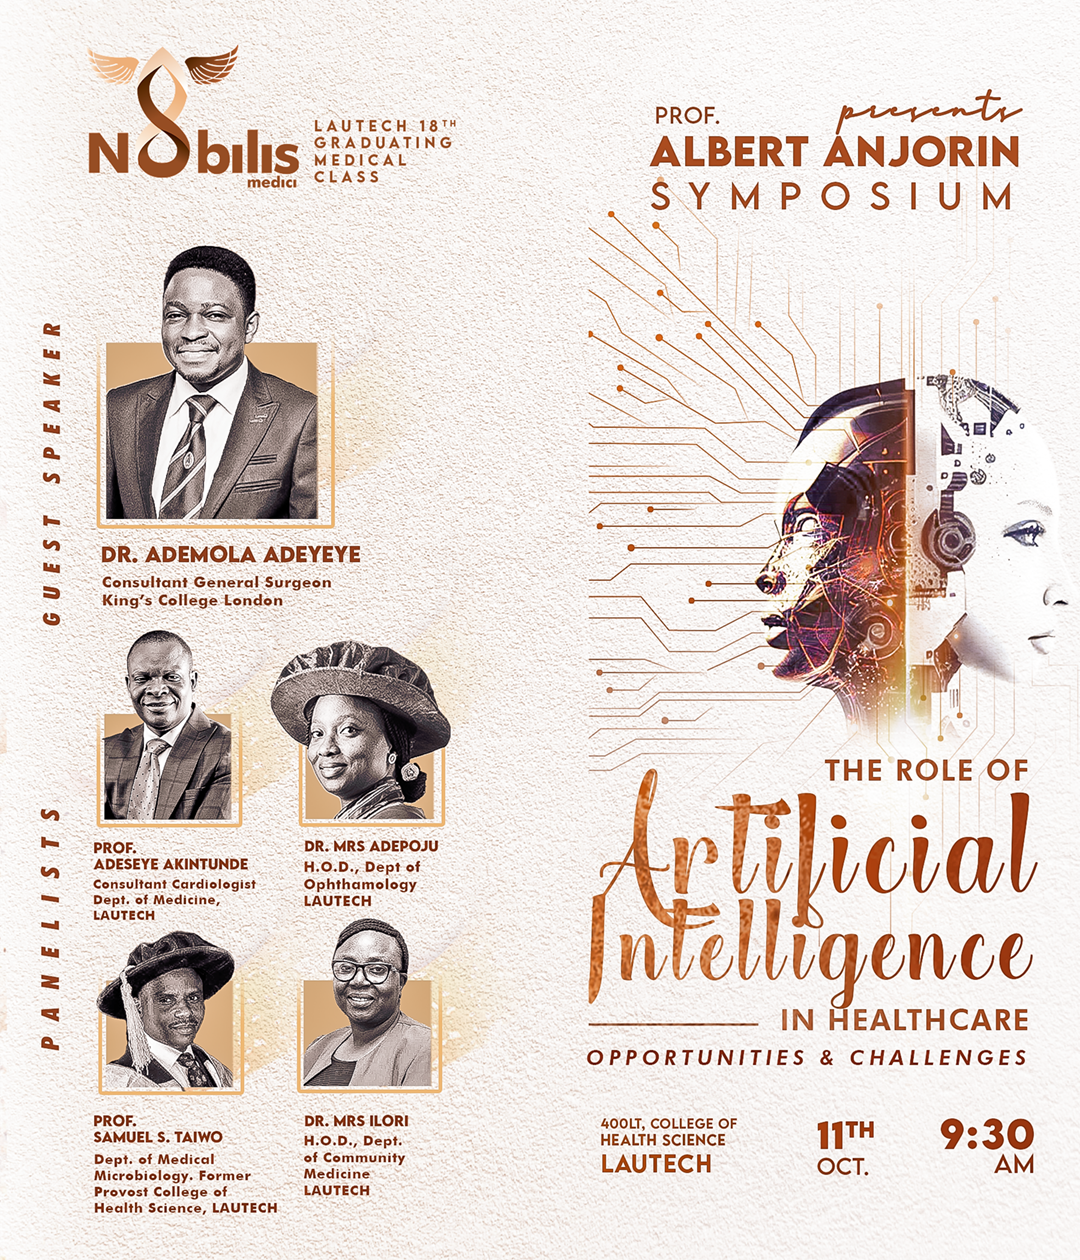 Nobilis
medici
LAUTECH 18TH
GRADUATING
MEDICAL
CLASS
presents
PROF.
ALBERT ANJORIN
SYMPOSIUM
GUEST SPEAKER
DR. ADEMOLA ADEYEYE
Consultant General Surgeon
King's College London
PANELISTS
PROF.
ADESEYE AKINTUNDE
Consultant Cardiologist
Dept. of Medicine,
LAUTECH
DR. MRS ADEPOJU
H.O.D., Dept of
Ophthamology
LAUTECH
PROF.
SAMUEL S. TAIWO
Dept. of Medical
Microbiology. Former
Provost College of
Health Science, LAUTECH
DR. MRS ILORI
H.O.D., Dept.
of Community
Medicine
LAUTECH
THE ROLE OF
Artificial
Intelligence
IN HEALTHCARE
OPPORTUNITIES & CHALLENGES
400LT, COLLEGE OF
HEALTH SCIENCE
LAUTECH
11TH
OCT.
9:30
AM